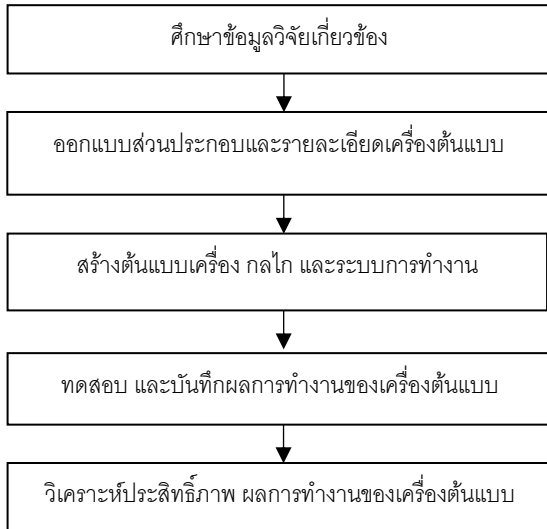 ศึกษาข้อมูลวิจัยเกี่ยวข้อง
ออกแบบส่วนประกอบและรายละเอียดเครื่องต้นแบบ
สร้างต้นแบบเครื่อง กลไก และระบบการทำงาน
ทดสอบ และบันทึกผลการทำงานของเครื่องต้นแบบ
วิเคราะห์ประสิทธิ์ภาพ ผลการทำงานของเครื่องต้นแบบ